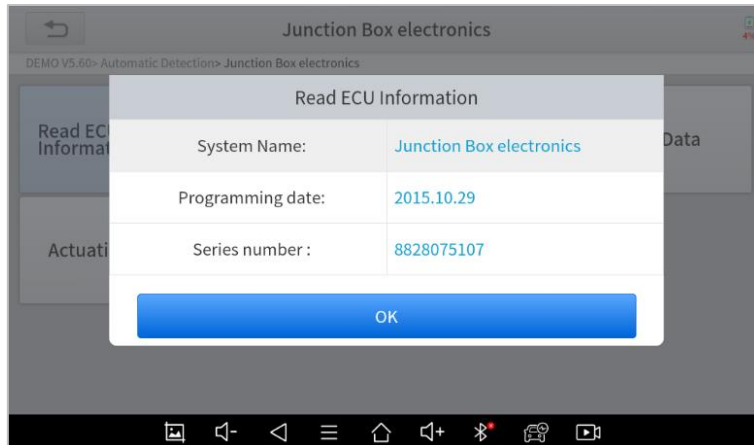 Junction Box electronics
DEMO V5.60> Automatic Detection> Junction Box electronics
Read ECU Information
Read ECU
Informat
Data
System Name: Junction Box electronics
Programming date: 2015.10.29
Actuati
Series number : 8828075107
OK